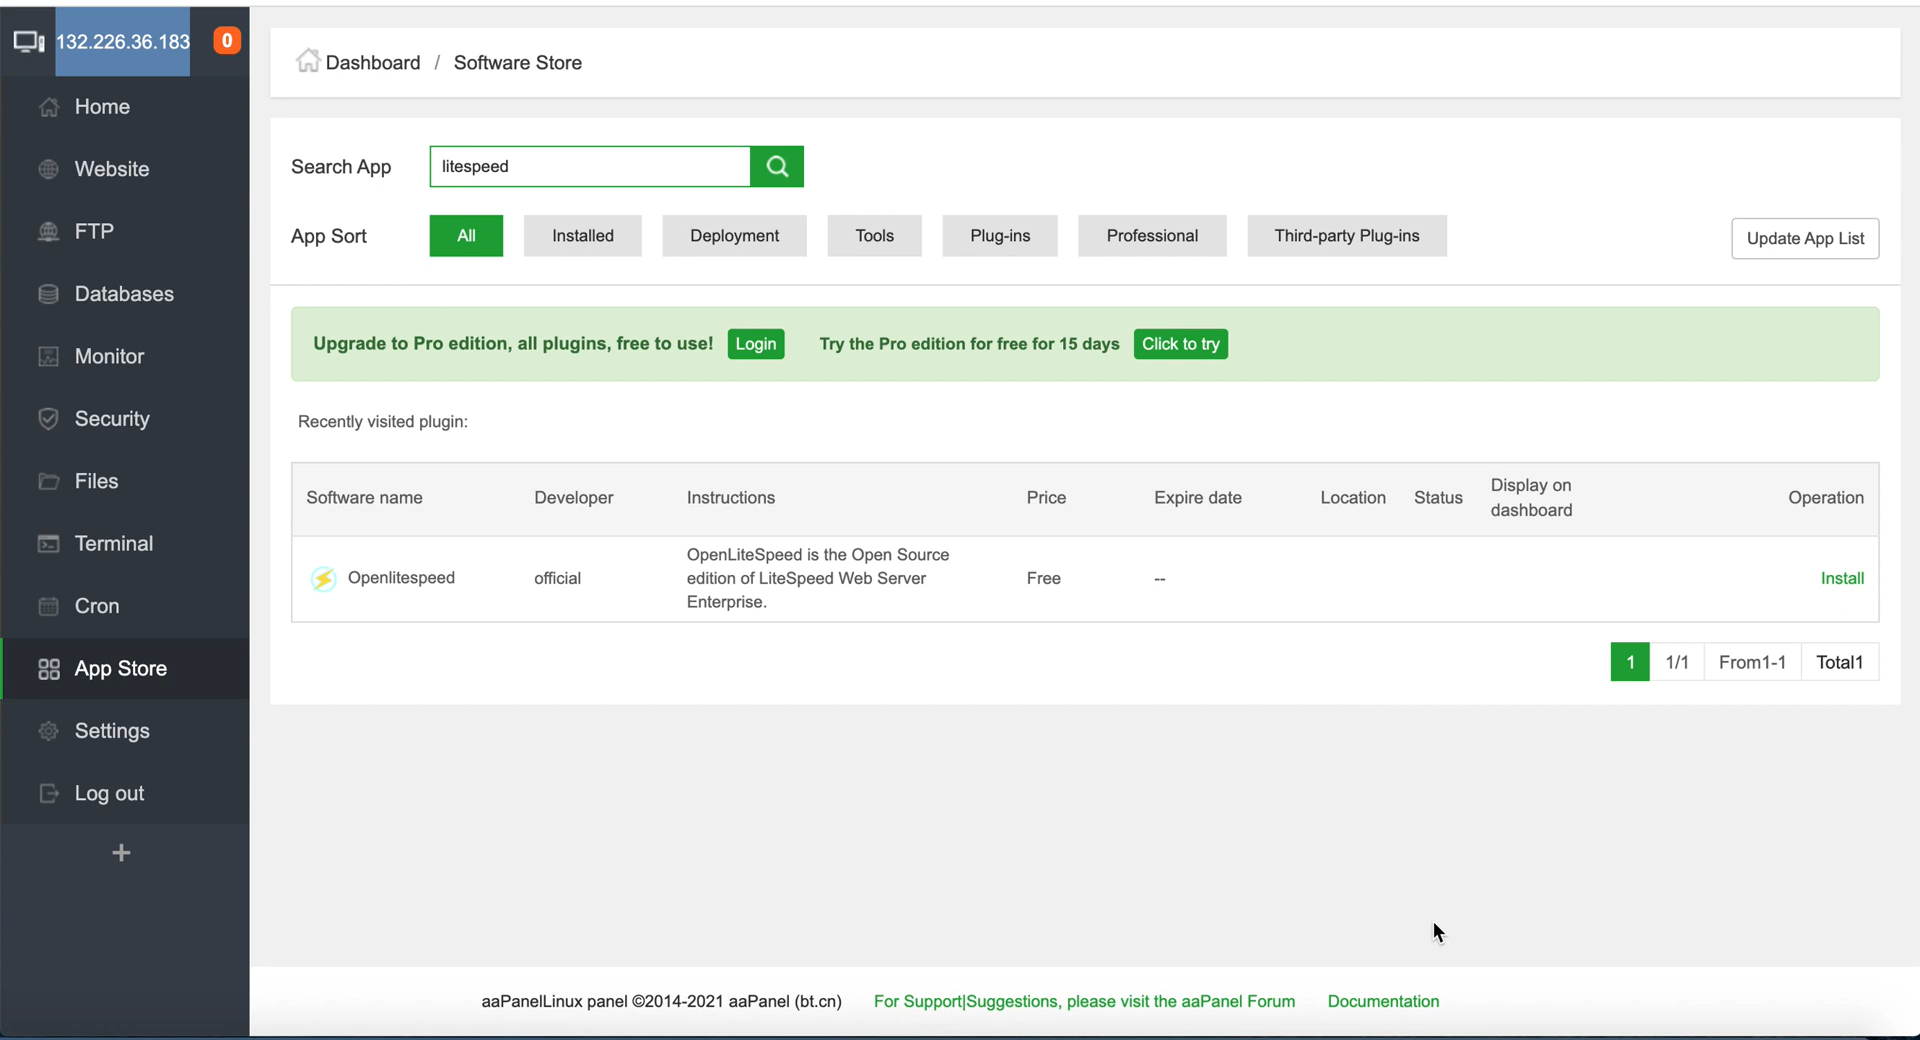 132.226.36.183
0
Home
Website
FTP
Databases
Monitor
Security
Files
Terminal
Cron
App Store
Settings
Log out
+
Dashboard / Software Store
Search App
litespeed
App Sort
All
Installed
Deployment
Tools
Plug-ins
Professional
Third-party Plug-ins
Update App List
Upgrade to Pro edition, all plugins, free to use!
Login
Try the Pro edition for free for 15 days
Click to try
Recently visited plugin:
Software name
Developer
Instructions
Price
Expire date
Location
Status
Display on
dashboard
Operation
Openlitespeed
official
OpenLiteSpeed is the Open Source
edition of LiteSpeed Web Server
Enterprise.
Free
--
Install
1
1/1
From1-1
Total1
aaPanelLinux panel ©2014-2021 aaPanel (bt.cn)
For Support|Suggestions, please visit the aaPanel Forum
Documentation